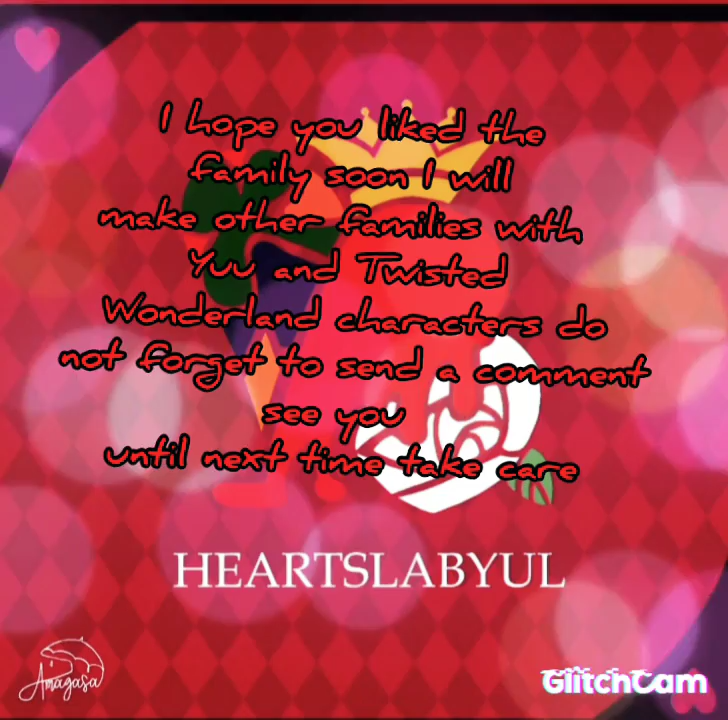 I hope you liked the
family soon I will
make other families with
Yuu and Twisted
Wonderland characters do
not forget to send a comment
see you
until next time take care
HEARTSLABYUL
Amagasa
GlitchCam